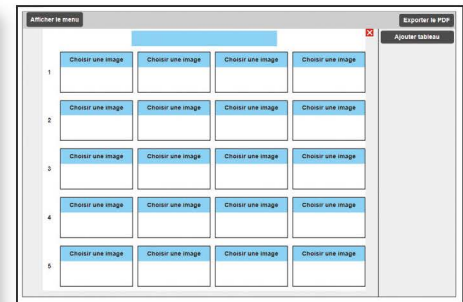 Afficher le menu
Exporter le PDF
Ajouter tableau
Choisir une image Choisir une image Choisir une image Choisir une image
1
Choisir une image Choisir une image Choisir une image Choisir une image
2
Choisir une image Choisir une image Choisir une image Choisir une image
3
Choisir une image Choisir une image Choisir une image Choisir une image
4
Choisir une image Choisir une image Choisir une image Choisir une image
5